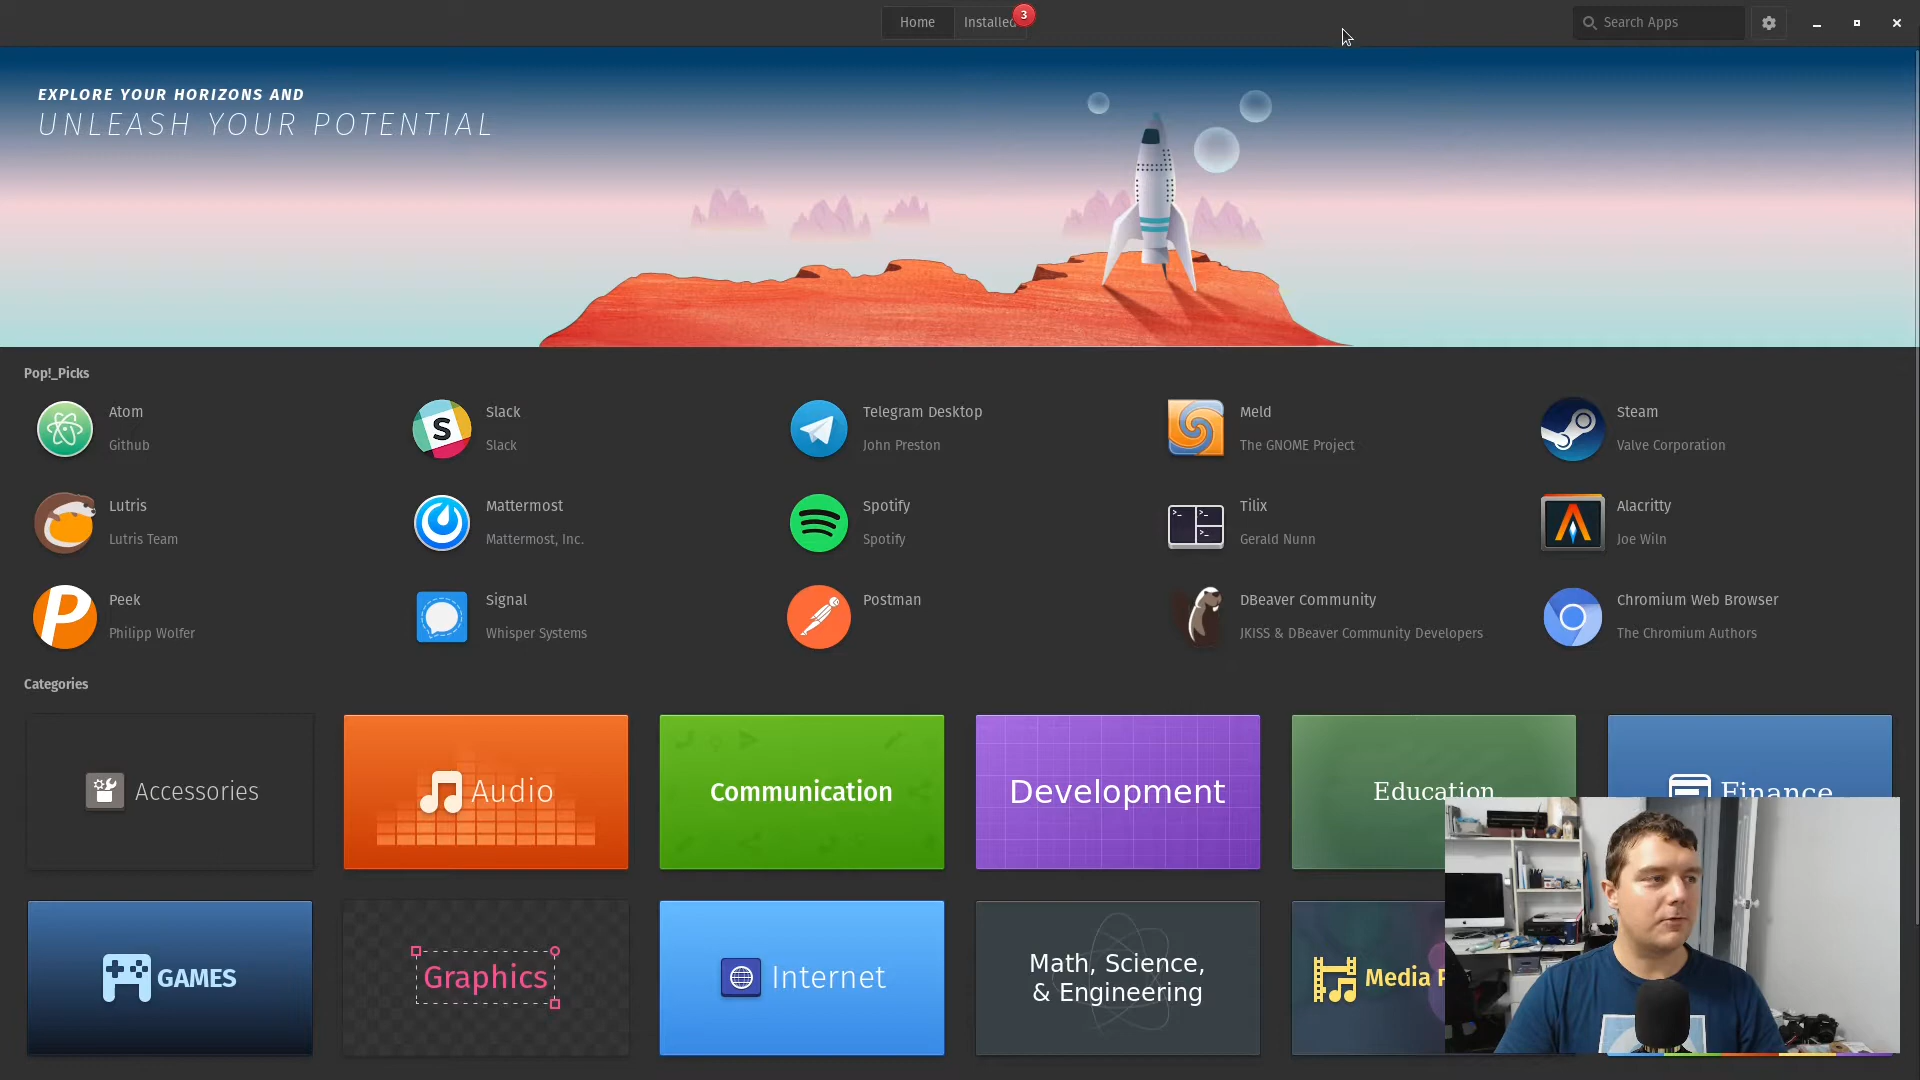 Home
Installed
3
Search Apps
EXPLORE YOUR HORIZONS AND
UNLEASH YOUR POTENTIAL
Pop!_Picks
Atom
Github
Slack
Slack
Telegram Desktop
John Preston
Meld
The GNOME Project
Steam
Valve Corporation
Lutris
Lutris Team
Mattermost
Mattermost, Inc.
Spotify
Spotify
Tilix
Gerald Nunn
Alacritty
Joe Wiln
Peek
Philipp Wolfer
Signal
Whisper Systems
Postman
DBeaver Community
JKISS & DBeaver Community Developers
Chromium Web Browser
The Chromium Authors
Categories
Accessories
Audio
Communication
Development
Education
Finance
GAMES
Graphics
Internet
Math, Science,
& Engineering
Media